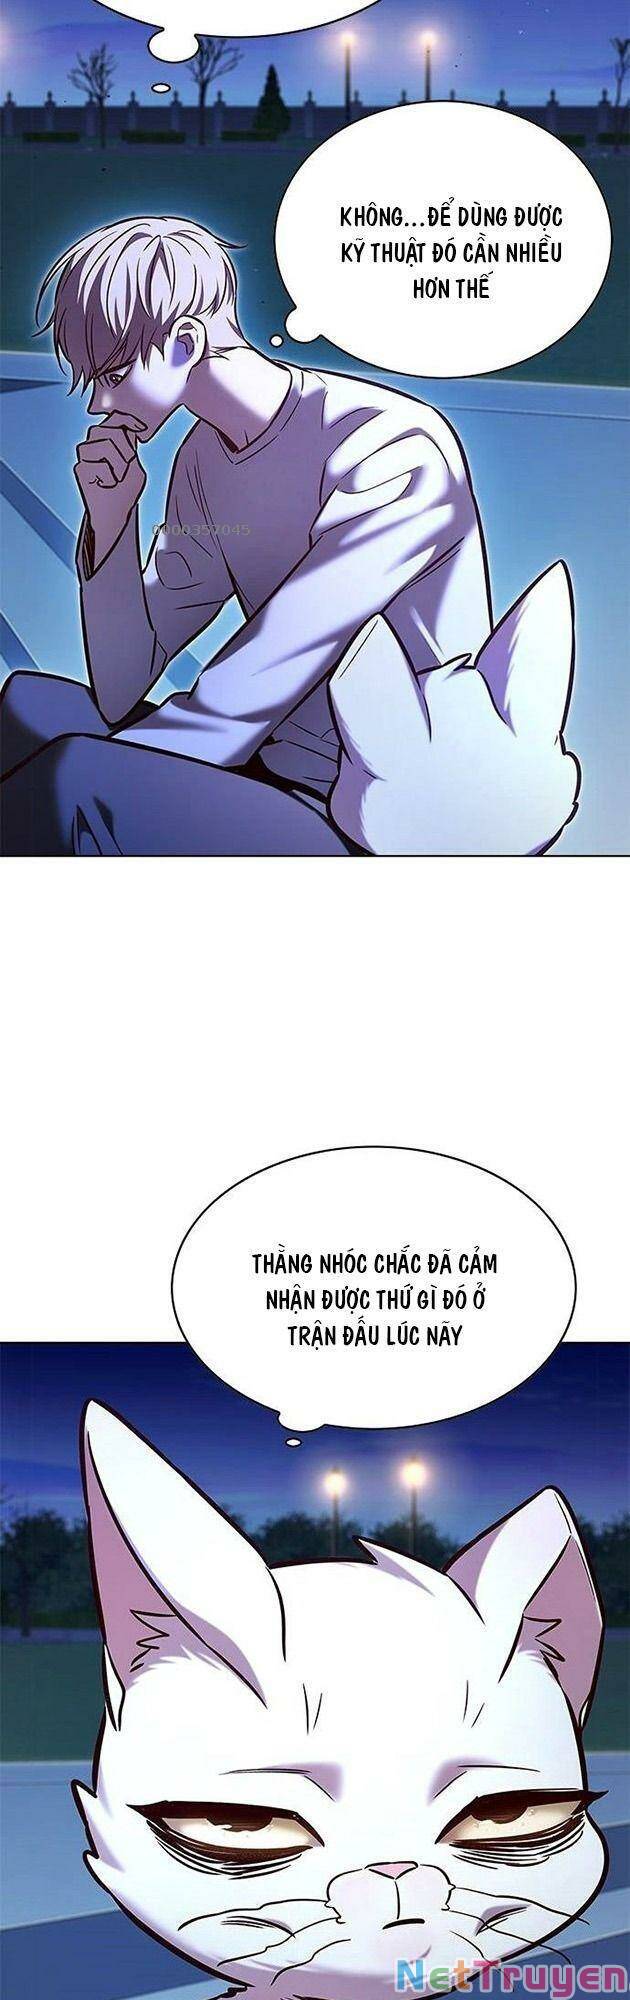 KHÔNG...ĐỂ DÙNG ĐƯỢC
KỸ THUẬT ĐÓ CẦN NHIỀU
HƠN THẾ
0000357045
THẰNG NHÓC CHẮC ĐÃ CẢM
NHẬN ĐƯỢC THỨ GÌ ĐÓ Ở
TRẬN ĐẤU LÚC NÃY
NetTruyen